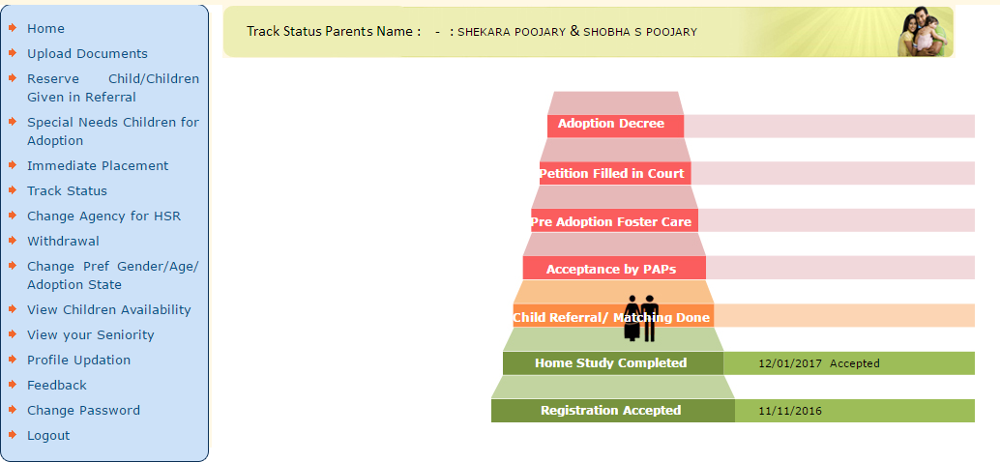 Home
Upload Documents
Reserve Child/Children
Given in Referral
Special Needs Children for
Adoption
Immediate Placement
Track Status
Change Agency for HSR
Withdrawal
Change Pref Gender/Age/
Adoption State
View Children Availability
View your Seniority
Profile Updation
Feedback
Change Password
Logout
Track Status Parents Name : - : SHEKARA POOJARY & SHOBHA S POOJARY
Adoption Decree
Petition Filled in Court
Pre Adoption Foster Care
Acceptance by PAPs
Child Referral/ Matching Done
Home Study Completed 12/01/2017 Accepted
Registration Accepted 11/11/2016